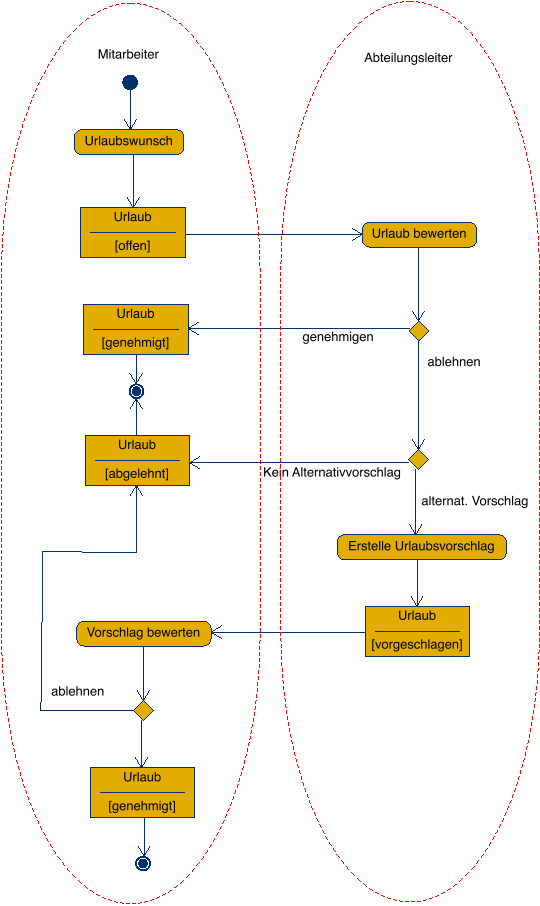 Mitarbeiter
Abteilungsleiter
Urlaubswunsch
Urlaub
[offen]
Urlaub bewerten
Urlaub
[genehmigt]
genehmigen
ablehnen
Urlaub
[abgelehnt]
Kein Alternativvorschlag
alternat. Vorschlag
Erstelle Urlaubsvorschlag
Urlaub
[vorgeschlagen]
Vorschlag bewerten
ablehnen
Urlaub
[genehmigt]